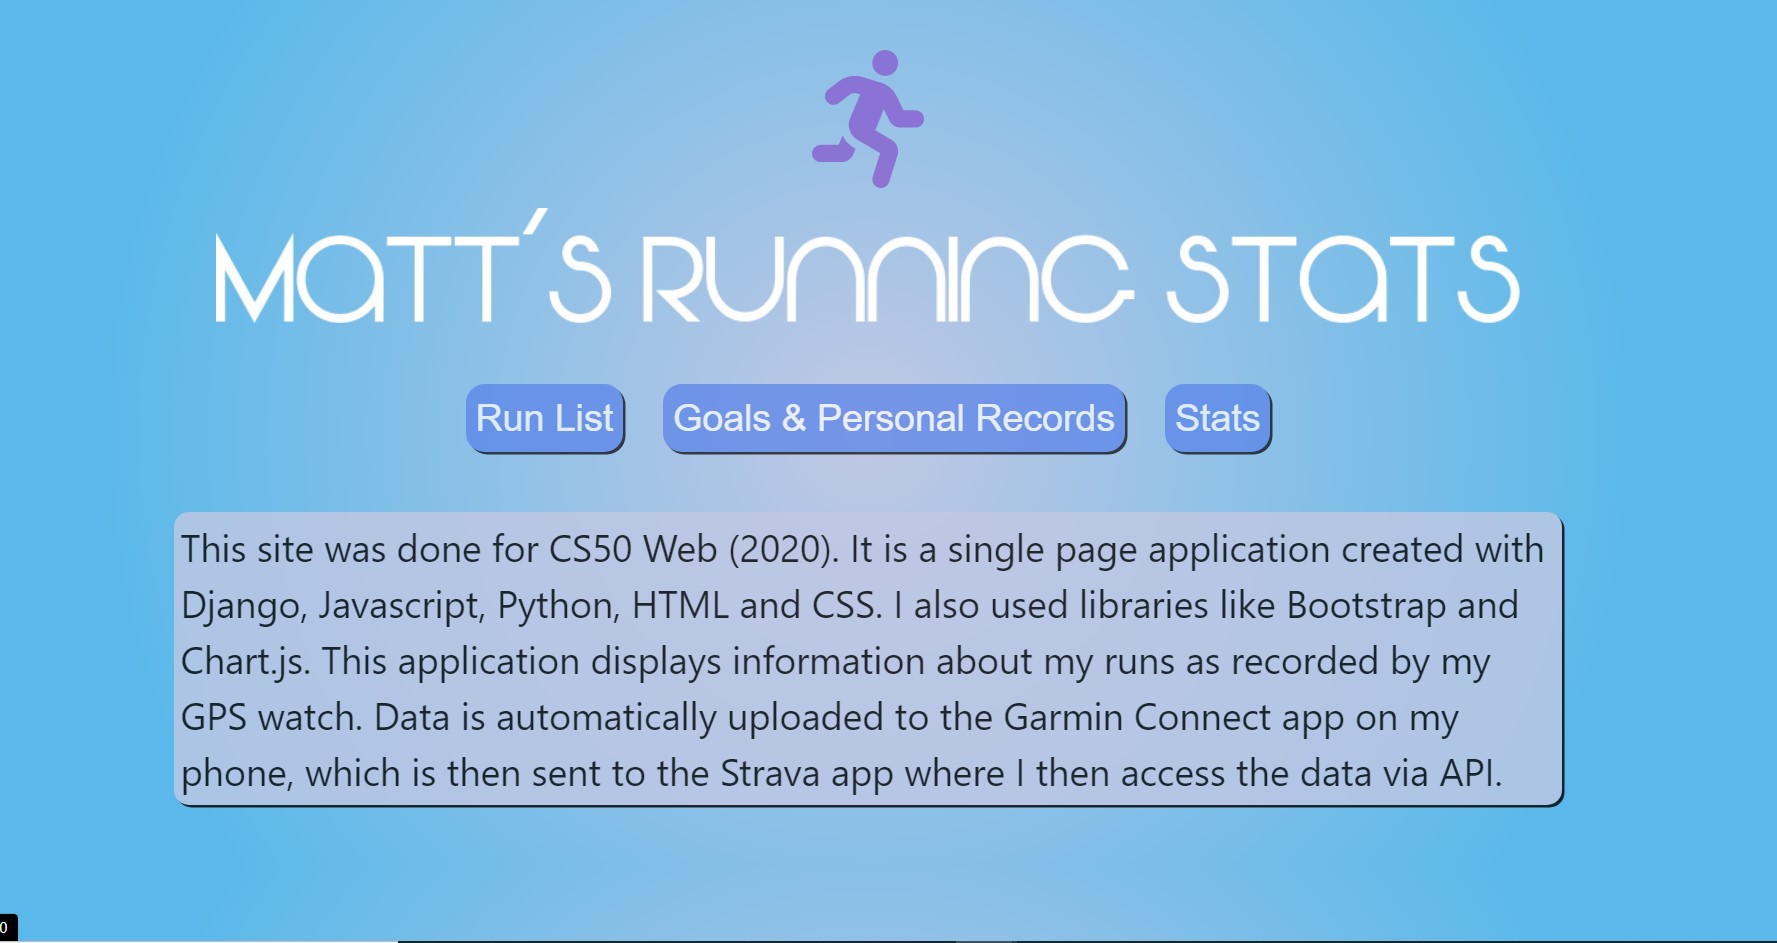 Matt's Running Stats
Run List
Goals & Personal Records
Stats
This site was done for CS50 Web (2020). It is a single page application created with
Django, Javascript, Python, HTML and CSS. I also used libraries like Bootstrap and
Chart.js. This application displays information about my runs as recorded by my
GPS watch. Data is automatically uploaded to the Garmin Connect app on my
phone, which is then sent to the Strava app where I then access the data via API.
0